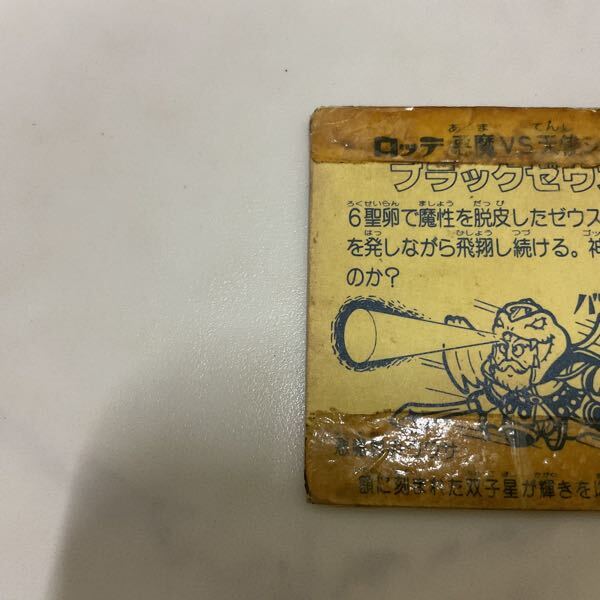 ロッテ 悪魔VS天使シ
ブラックゼウス
6聖卵で魔性を脱皮したゼウス
を発しながら飛翔し続ける。神
のか?
バ
額に刻まれた双子星が輝きを